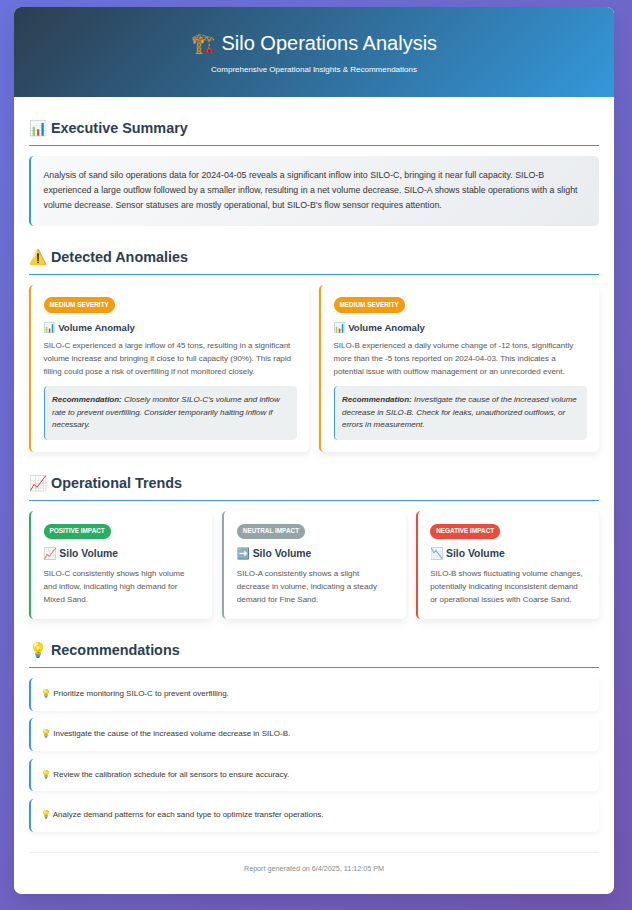 🏗️ Silo Operations Analysis
Comprehensive Operational Insights & Recommendations
📊 Executive Summary
Analysis of sand silo operations data for 2024-04-05 reveals a significant inflow into SILO-C, bringing it near full capacity. SILO-B
experienced a large outflow followed by a smaller inflow, resulting in a net volume decrease. SILO-A shows stable operations with a slight
volume decrease. Sensor statuses are mostly operational, but SILO-B's flow sensor requires attention.
⚠️ Detected Anomalies
MEDIUM SEVERITY
📊 Volume Anomaly
SILO-C experienced a large inflow of 45 tons, resulting in a significant
volume increase and bringing it close to full capacity (90%). This rapid
filling could pose a risk of overfilling if not monitored closely.
Recommendation: Closely monitor SILO-C's volume and inflow
rate to prevent overfilling. Consider temporarily halting inflow if
necessary.
MEDIUM SEVERITY
📊 Volume Anomaly
SILO-B experienced a daily volume change of -12 tons, significantly
more than the -5 tons reported on 2024-04-03. This indicates a
potential issue with outflow management or an unrecorded event.
Recommendation: Investigate the cause of the increased volume
decrease in SILO-B. Check for leaks, unauthorized outflows, or
errors in measurement.
📈 Operational Trends
POSITIVE IMPACT
📈 Silo Volume
SILO-C consistently shows high volume
and inflow, indicating high demand for
Mixed Sand.
NEUTRAL IMPACT
➡️ Silo Volume
SILO-A consistently shows a slight
decrease in volume, indicating a steady
demand for Fine Sand.
NEGATIVE IMPACT
📉 Silo Volume
SILO-B shows fluctuating volume changes,
potentially indicating inconsistent demand
or operational issues with Coarse Sand.
💡 Recommendations
💡 Prioritize monitoring SILO-C to prevent overfilling.
💡 Investigate the cause of the increased volume decrease in SILO-B.
💡 Review the calibration schedule for all sensors to ensure accuracy.
💡 Analyze demand patterns for each sand type to optimize transfer operations.
Report generated on 6/4/2025, 11:12:05 PM